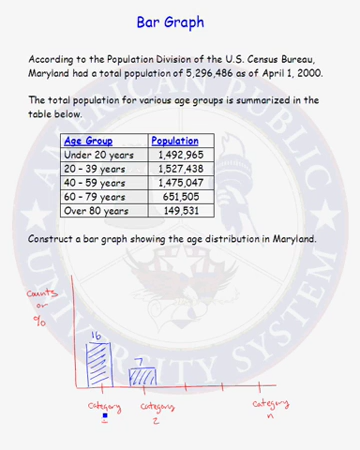 Bar Graph
According to the Population Division of the U.S. Census Bureau,
Maryland had a total population of 5,296,486 as of April 1, 2000.
The total population for various age groups is summarized in the
table below.
Age Group Population
Under 20 years 1,492,965
20 - 39 years 1,527,438
40 - 59 years 1,475,047
60 - 79 years 651,505
Over 80 years 149,531
Construct a bar graph showing the age distribution in Maryland.
counts
or
%
16
7
category
1
category
2
category
n
AMERICAN PUBLIC
UNIVERSITY SYSTEM